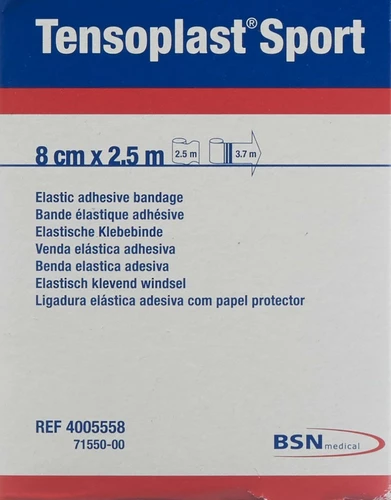 Tensoplast® Sport
8 cm x 2.5 m 2.5 m 3.7 m
Elastic adhesive bandage
Bande élastique adhésive
Elastische Klebebinde
Venda elástica adhesiva
Benda elastica adesiva
Elastisch klevend windsel
Ligadura elástica adesiva com papel protector
REF 4005558
71550-00
BSN medical